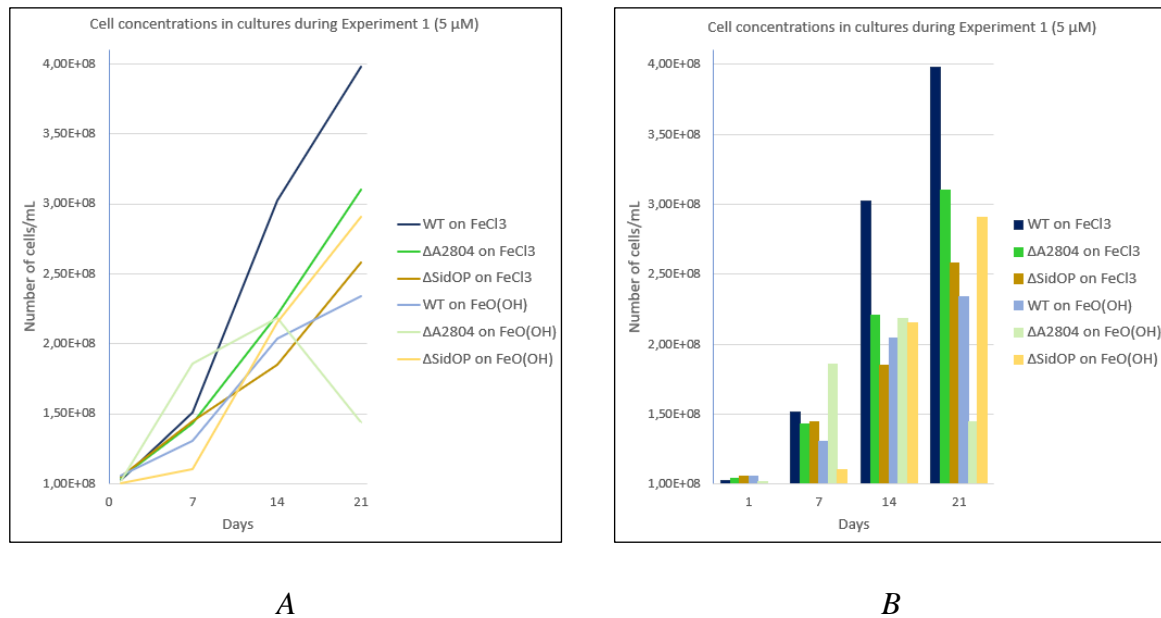 Cell concentrations in cultures during Experiment 1 (5 µM)
4,00E+08
3,50E+08
3,00E+08
2,50E+08
2,00E+08
1,50E+08
1,00E+08
Number of cells/mL
0
7
14
21
Days
WT on FeCl3
ΔA2804 on FeCl3
ΔSidOP on FeCl3
WT on FeO(OH)
ΔA2804 on FeO(OH)
ΔSidOP on FeO(OH)
A
Cell concentrations in cultures during Experiment 1 (5 µM)
4,00E+08
3,50E+08
3,00E+08
2,50E+08
2,00E+08
1,50E+08
1,00E+08
Number of cells/mL
1
7
14
21
Days
WT on FeCl3
ΔA2804 on FeCl3
ΔSidOP on FeCl3
WT on FeO(OH)
ΔA2804 on FeO(OH)
ΔSidOP on FeO(OH)
B